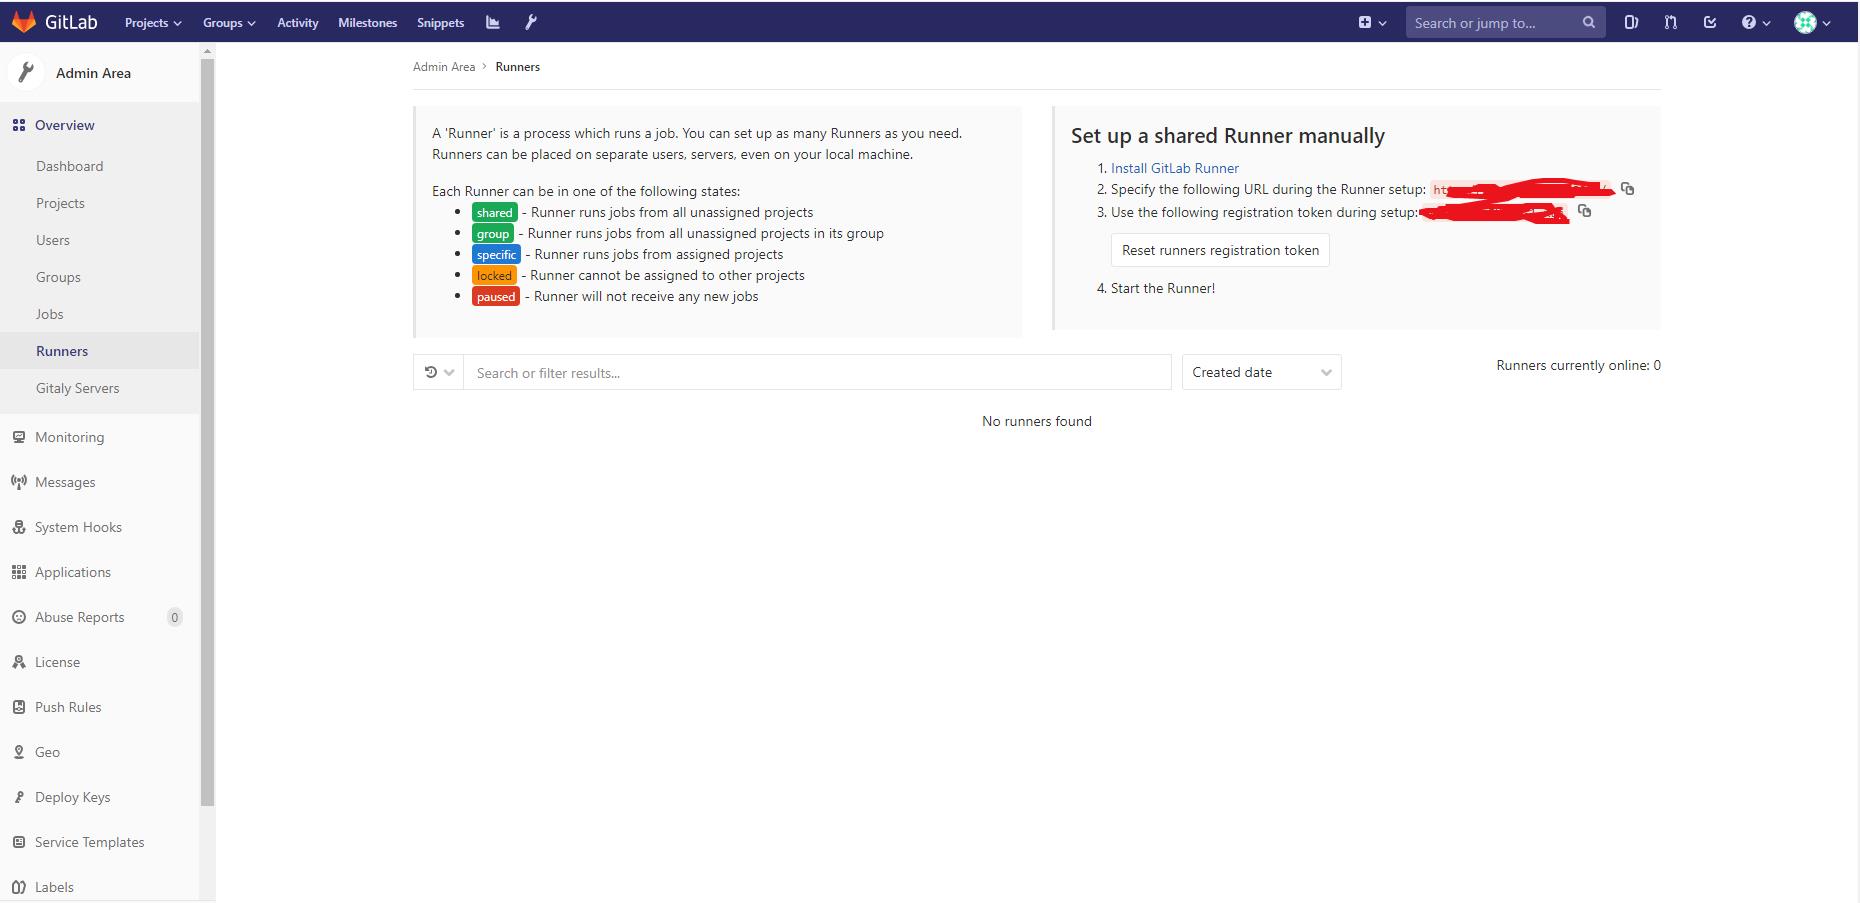 GitLab Projects Groups Activity Milestones Snippets Search or jump to...
Admin Area
Overview
Dashboard
Projects
Users
Groups
Jobs
Runners
Gitaly Servers
Monitoring
Messages
System Hooks
Applications
Abuse Reports 0
License
Push Rules
Geo
Deploy Keys
Service Templates
Labels
Admin Area > Runners
A 'Runner' is a process which runs a job. You can set up as many Runners as you need.
Runners can be placed on separate users, servers, even on your local machine.
Each Runner can be in one of the following states:
• shared - Runner runs jobs from all unassigned projects
• group - Runner runs jobs from all unassigned projects in its group
• specific - Runner runs jobs from assigned projects
• locked - Runner cannot be assigned to other projects
• paused - Runner will not receive any new jobs
Set up a shared Runner manually
1. Install GitLab Runner
2. Specify the following URL during the Runner setup:
3. Use the following registration token during setup:
Reset runners registration token
4. Start the Runner!
Search or filter results...
Created date
Runners currently online: 0
No runners found